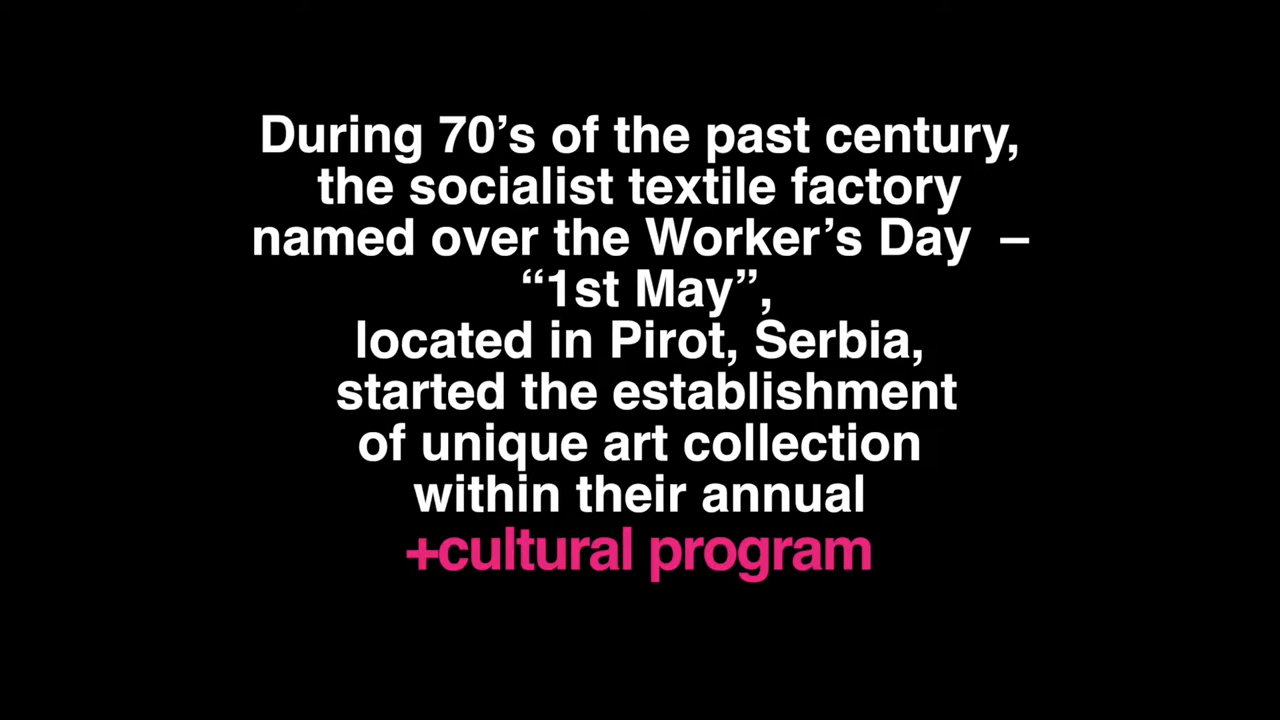 During 70’s of the past century,
the socialist textile factory
named over the Worker’s Day –
“1st May”,
located in Pirot, Serbia,
started the establishment
of unique art collection
within their annual
+cultural program